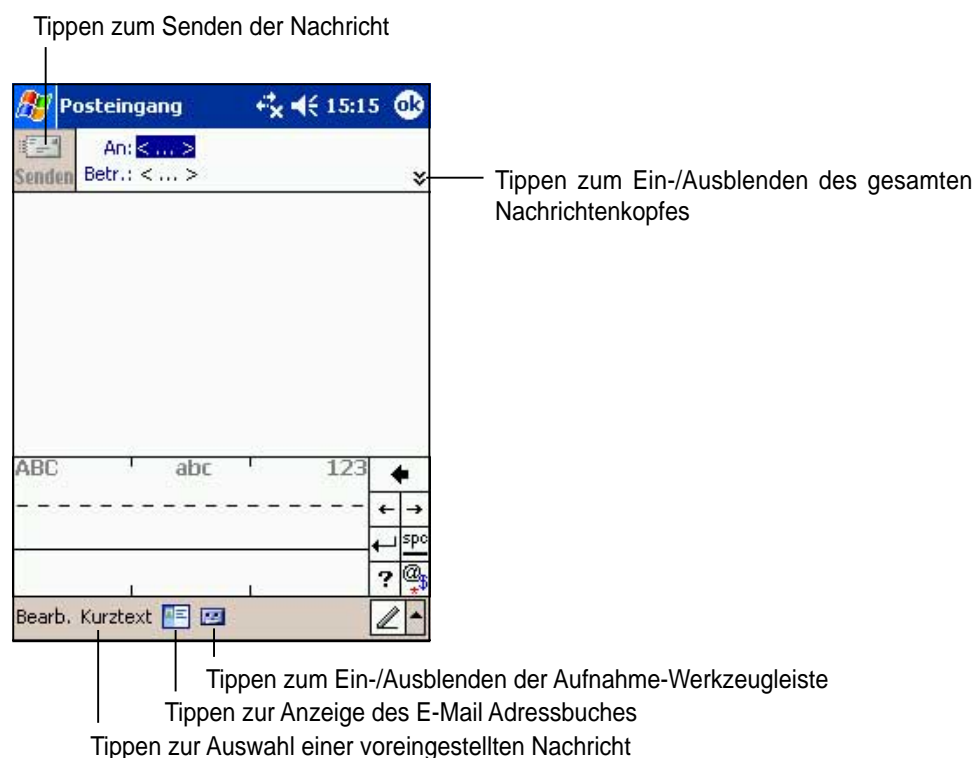 Tippen zum Senden der Nachricht
Posteingang 15:15 ok
An: < ... >
Senden Betr.: < ... >
Tippen zum Ein-/Ausblenden des gesamten
Nachrichtenkopfes
ABC abc 123
spc
? @*$
Bearb. Kurztext
Tippen zum Ein-/Ausblenden der Aufnahme-Werkzeugleiste
Tippen zur Anzeige des E-Mail Adressbuches
Tippen zur Auswahl einer voreingestellten Nachricht